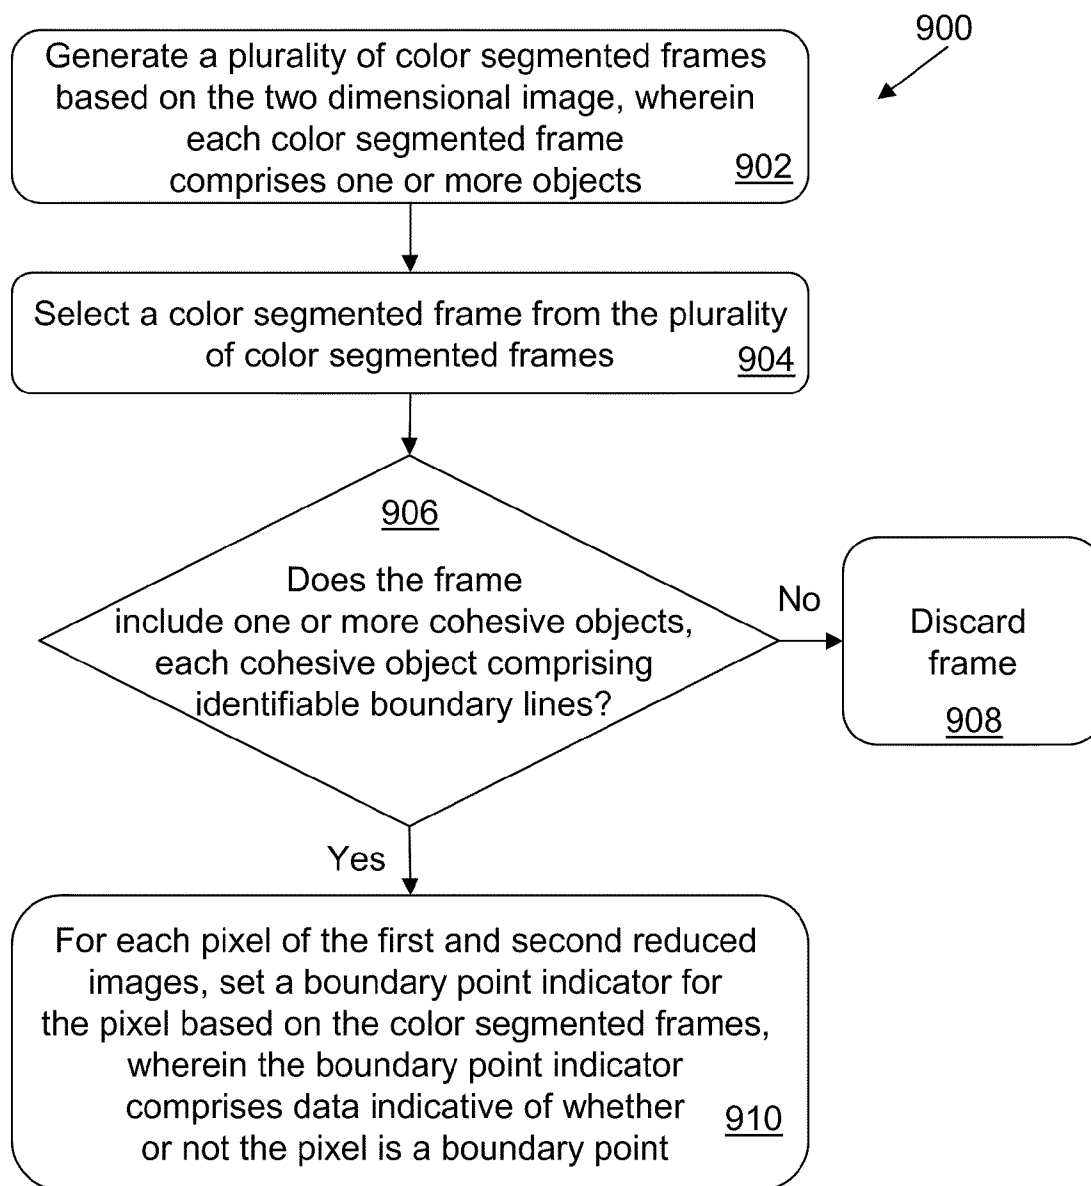 900
Generate a plurality of color segmented frames
based on the two dimensional image, wherein
each color segmented frame
comprises one or more objects
902
Select a color segmented frame from the plurality
of color segmented frames
904
906
Does the frame
include one or more cohesive objects,
each cohesive object comprising
identifiable boundary lines?
No
Discard
frame
908
Yes
For each pixel of the first and second reduced
images, set a boundary point indicator for
the pixel based on the color segmented frames,
wherein the boundary point indicator
comprises data indicative of whether
or not the pixel is a boundary point
910